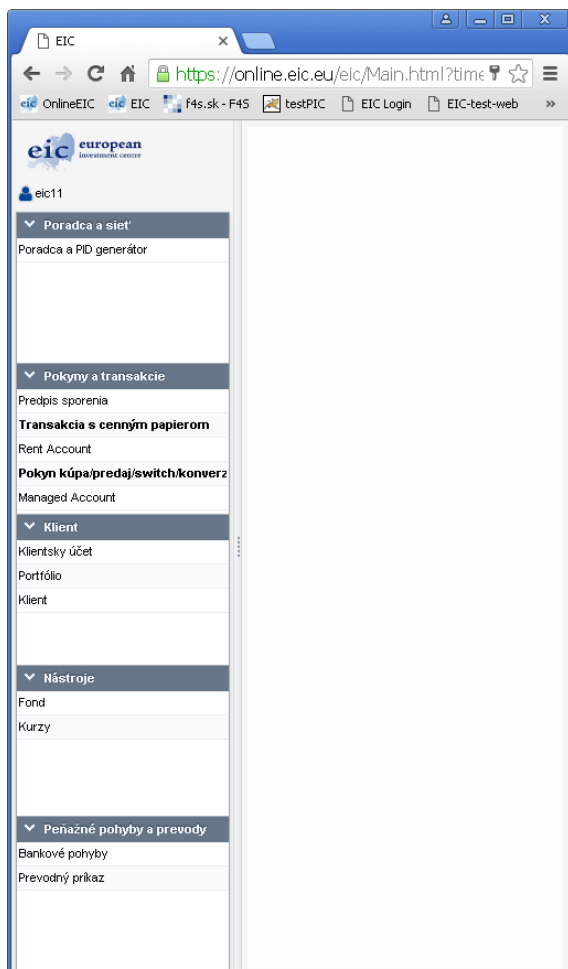 EIC
https://online.eic.eu/eic/Main.html?time
eic OnlineEIC eic EIC f4s.sk - F4S testPIC EIC Login EIC-test-web »
eic european
investment centre
eic11
Poradca a sieť
Poradca a PID generátor
Pokyny a transakcie
Predpis sporenia
Transakcia s cenným papierom
Rent Account
Pokyn kúpa/predaj/switch/konverz
Managed Account
Klient
Klientsky účet
Portfólio
Klient
Nástroje
Fond
Kurzy
Peňažné pohyby a prevody
Bankové pohyby
Prevodný príkaz